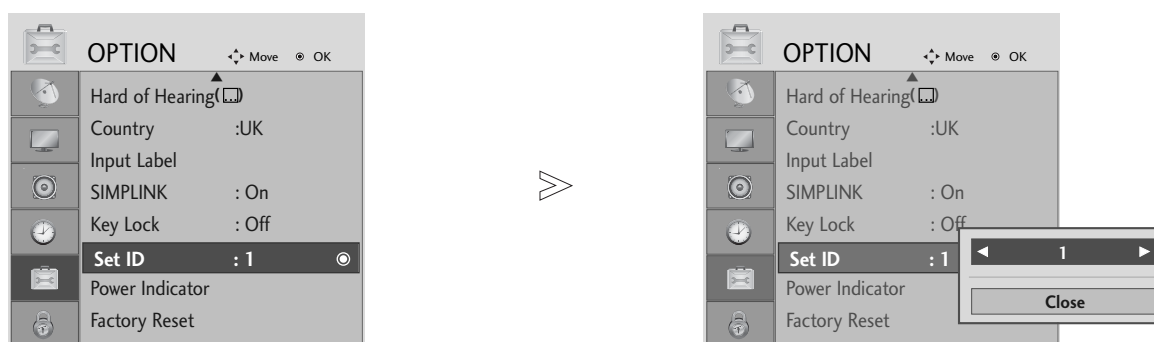 OPTION Move OK
Hard of Hearing( )
Country :UK
Input Label
SIMPLINK : On
Key Lock : Off
Set ID : 1
Power Indicator
Factory Reset
OPTION Move OK
Hard of Hearing( )
Country :UK
Input Label
SIMPLINK : On
Key Lock : Off
Set ID : 1
◄ 1 ►
Power Indicator
Close
Factory Reset